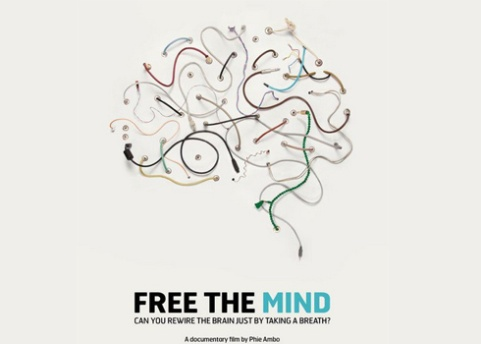 FREE THE MIND
CAN YOU REWIRE THE BRAIN JUST BY TAKING A BREATH?
A documentary film by Phie Ambo